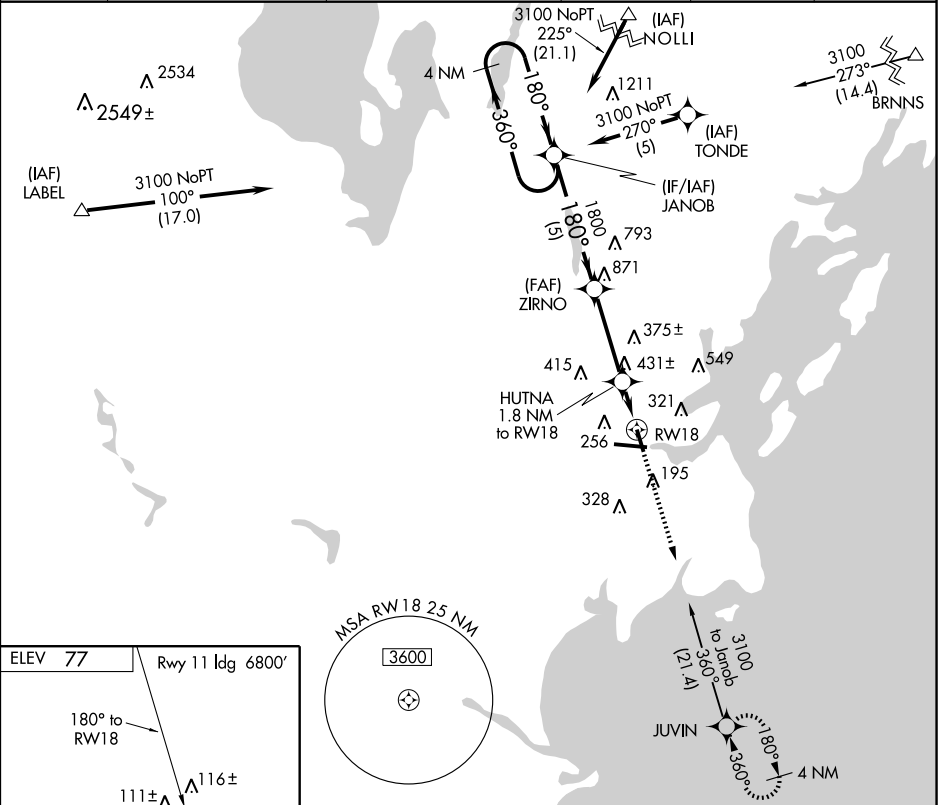 3100 NoPT
225°
(21.1)
(IAF)
NOLLI
4 NM
180°
360°
1211
3100 NoPT
270°
(5)
(IAF)
TONDE
3100
273°
(14.4)
BRNNS
2534
2549±
(IAF)
LABEL
3100 NoPT
100°
(17.0)
(IF/IAF)
JANOB
1800
180°
(5)
793
871
(FAF)
ZIRNO
375±
415
431±
549
HUTNA
1.8 NM
to RW18
321
256
RW18
195
328
MSA RW18 25 NM
3600
3100
to Janob
360°
(21.4)
JUVIN
180°
360°
4 NM
ELEV 77
Rwy 11 ldg 6800'
180° to
RW18
116±
111±